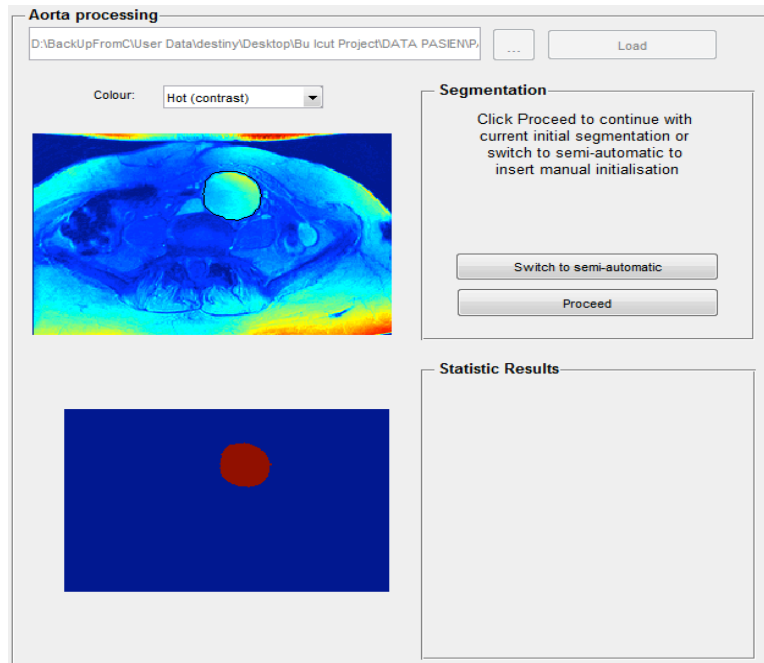 Aorta processing
D:\BackUpFromC\User Data\destiny\Desktop\Bu Icut Project\DATA PASIEN\P
...
Load
Colour:
Hot (contrast)
Segmentation
Click Proceed to continue with
current initial segmentation or
switch to semi-automatic to
insert manual initialisation
Switch to semi-automatic
Proceed
Statistic Results